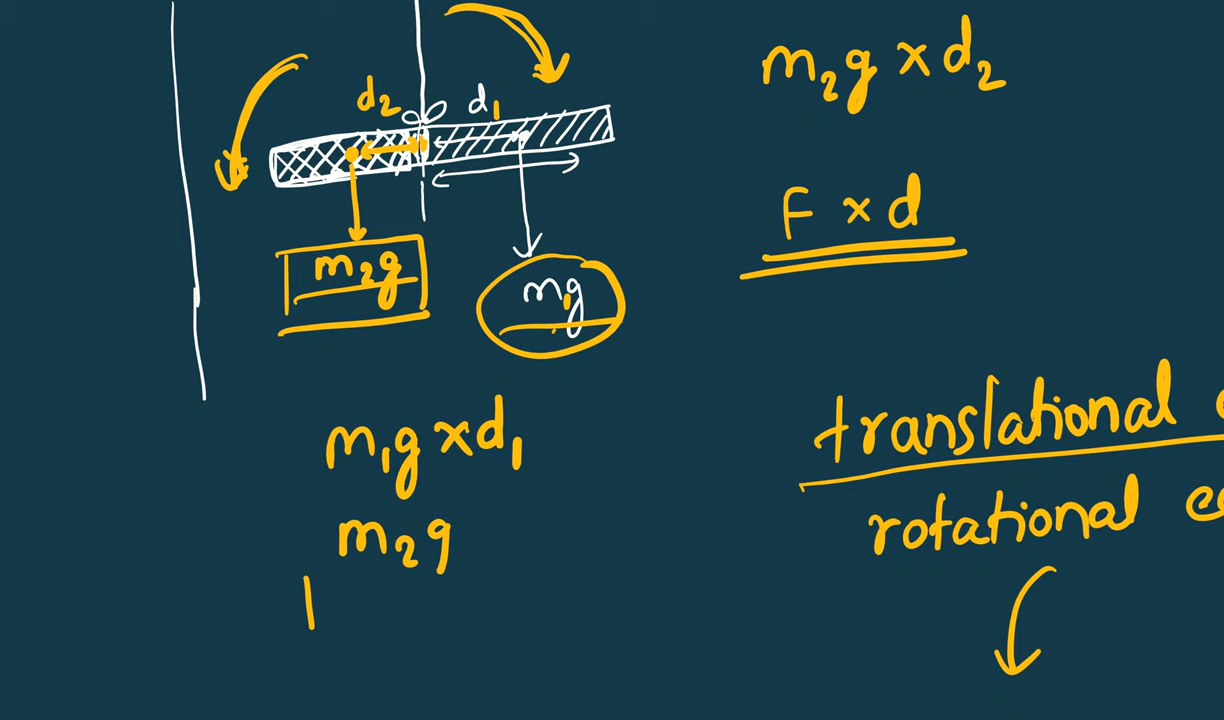 d2 d1
m2g
m1g
m1g x d1
m2g
m2g x d2
F x d
translational
rotational